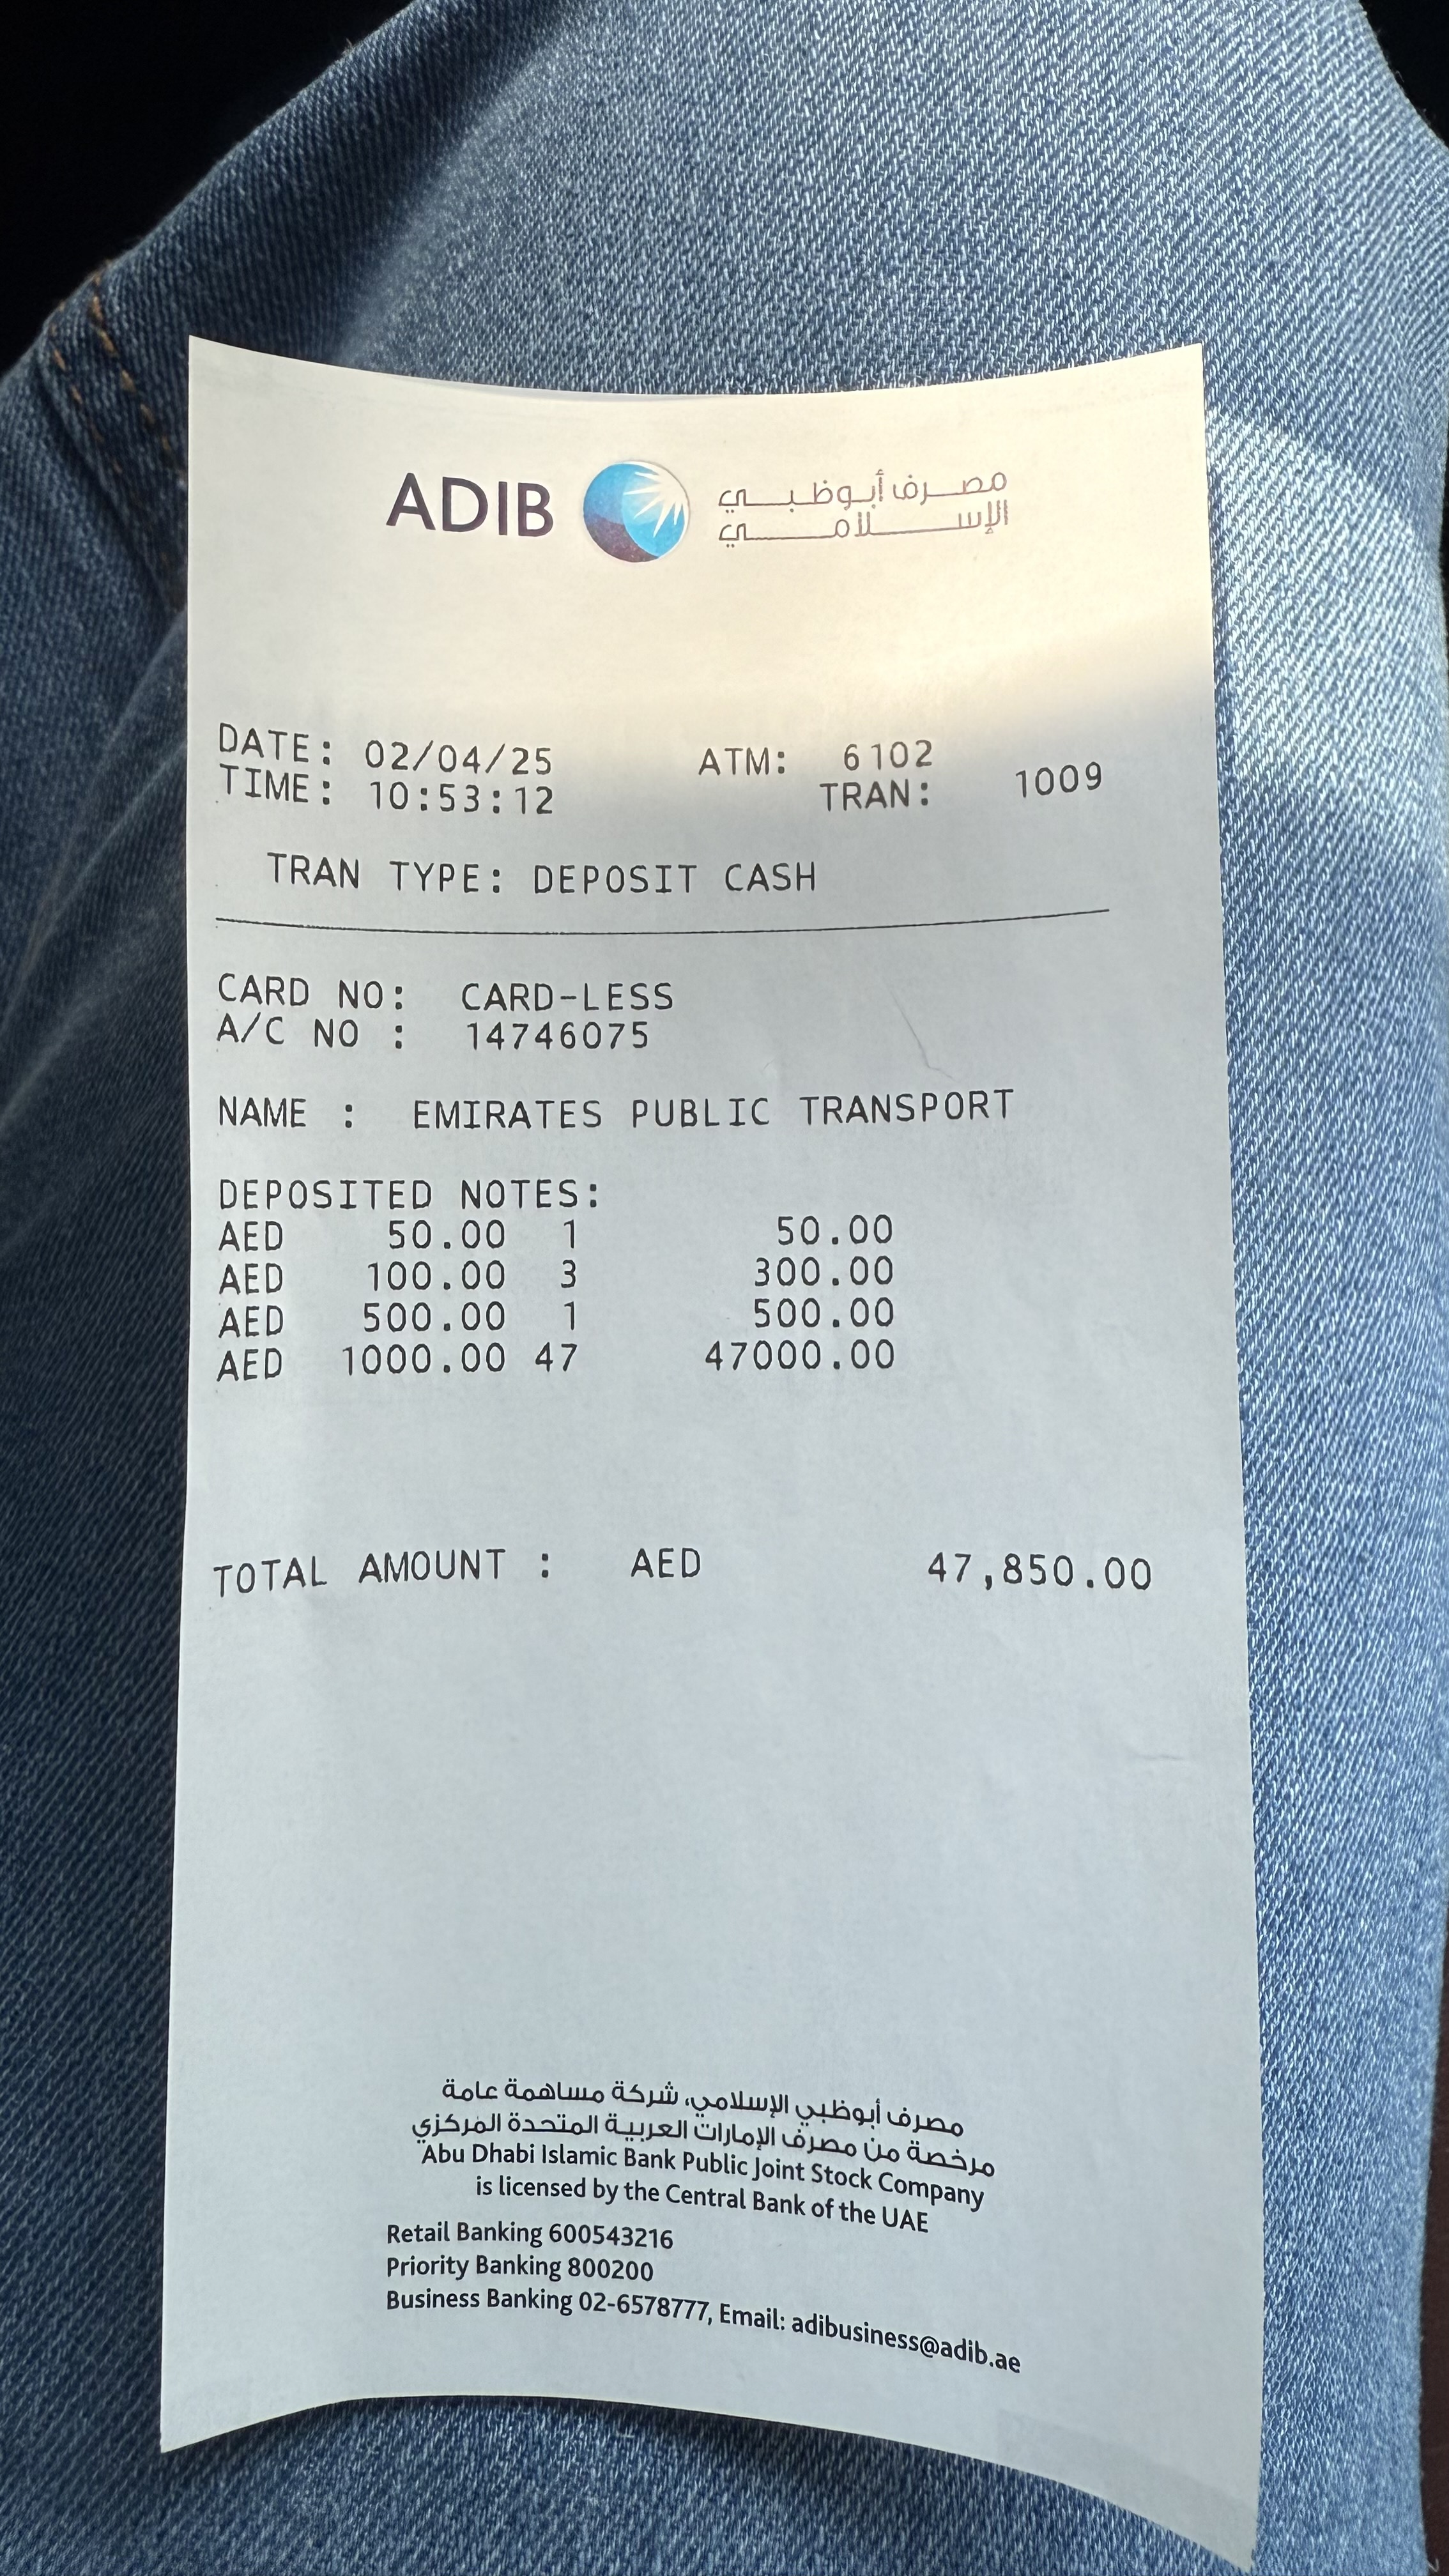 ADIB
مصرف أبوظبي
الإسلامي
DATE: 02/04/25 ATM: 6102
TIME: 10:53:12 TRAN: 1009
TRAN TYPE: DEPOSIT CASH
CARD NO: CARD-LESS
A/C NO : 14746075
NAME : EMIRATES PUBLIC TRANSPORT
DEPOSITED NOTES:
AED 50.00 1 50.00
AED 100.00 3 300.00
AED 500.00 1 500.00
AED 1000.00 47 47000.00
TOTAL AMOUNT : AED 47,850.00
مصرف أبوظبي الإسلامي، شركة مساهمة عامة
مرخصة من مصرف الإمارات العربية المتحدة المركزي
Abu Dhabi Islamic Bank Public Joint Stock Company
is licensed by the Central Bank of the UAE
Retail Banking 600543216
Priority Banking 800200
Business Banking 02-6578777, Email: adibusiness@adib.ae